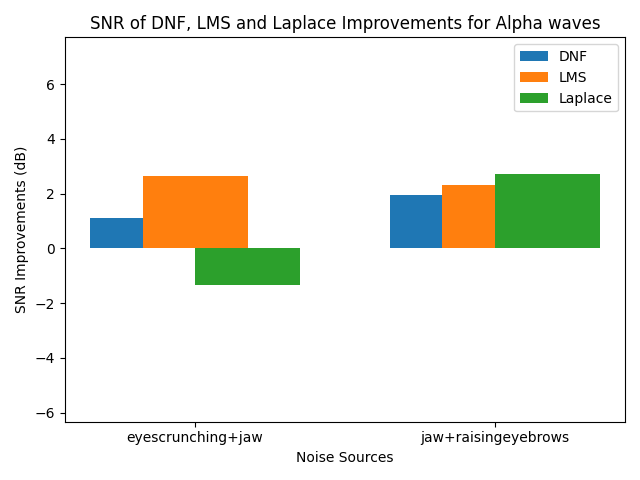 SNR of DNF, LMS and Laplace Improvements for Alpha waves
DNF
LMS
Laplace
SNR Improvements (dB)
6
4
2
0
−2
−4
−6
eyescrunching+jaw
jaw+raisingeyebrows
Noise Sources